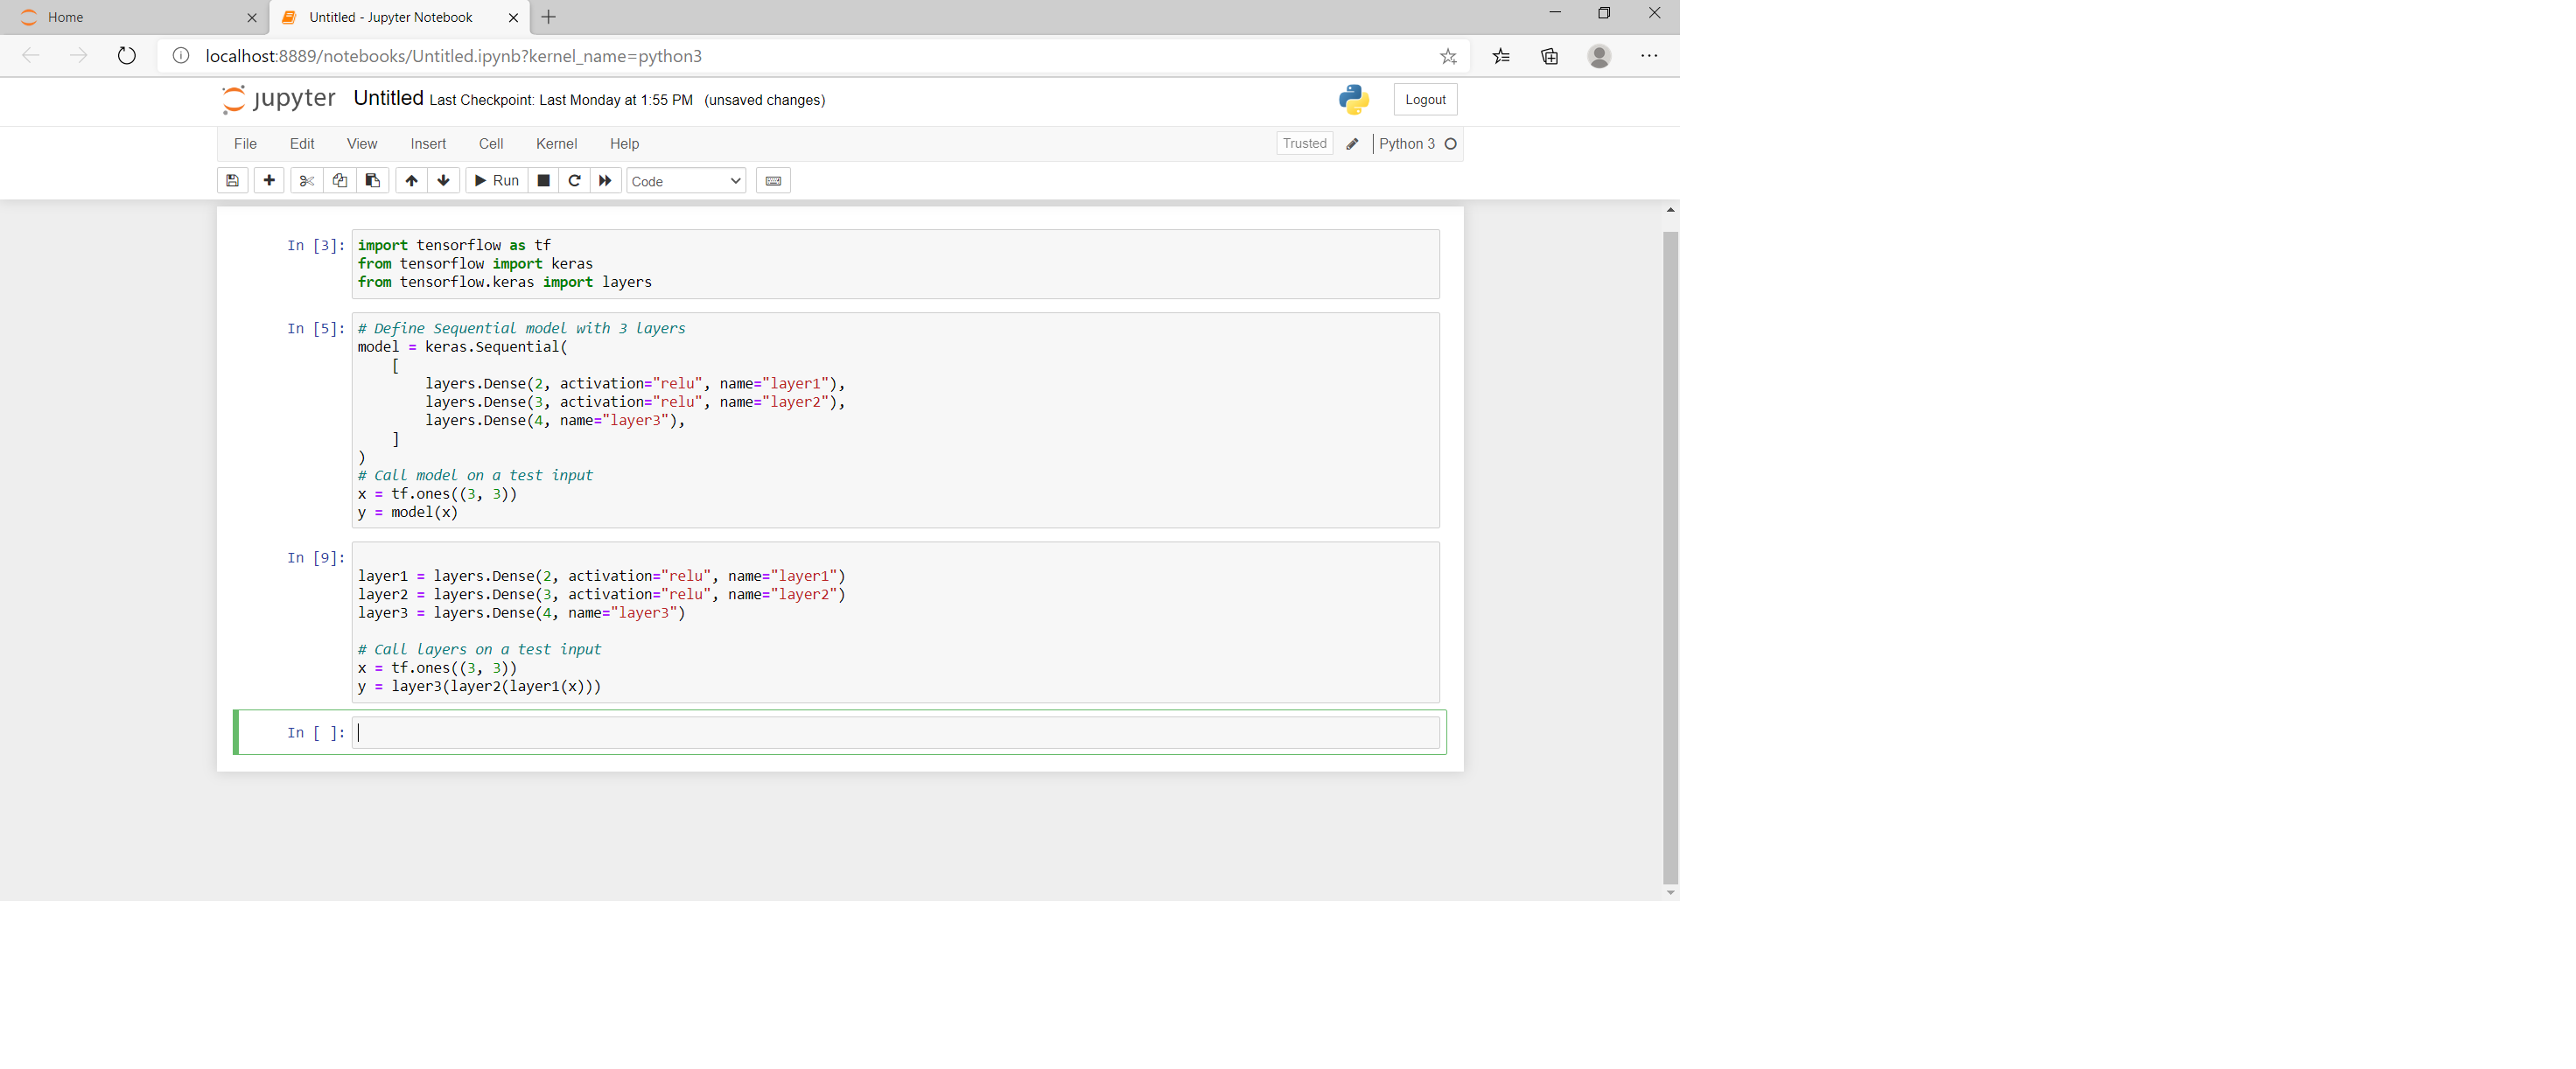 Home
Untitled - Jupyter Notebook
localhost:8889/notebooks/Untitled.ipynb?kernel_name=python3
jupyter Untitled Last Checkpoint: Last Monday at 1:55 PM (unsaved changes)
Logout
File Edit View Insert Cell Kernel Help
Trusted Python 3
Run Code
In [3]: import tensorflow as tf
from tensorflow import keras
from tensorflow.keras import layers
In [5]: # Define Sequential model with 3 layers
model = keras.Sequential(
    [
        layers.Dense(2, activation="relu", name="layer1"),
        layers.Dense(3, activation="relu", name="layer2"),
        layers.Dense(4, name="layer3"),
    ]
)
# Call model on a test input
x = tf.ones((3, 3))
y = model(x)
In [9]:
layer1 = layers.Dense(2, activation="relu", name="layer1")
layer2 = layers.Dense(3, activation="relu", name="layer2")
layer3 = layers.Dense(4, name="layer3")
# Call layers on a test input
x = tf.ones((3, 3))
y = layer3(layer2(layer1(x)))
In [ ]: